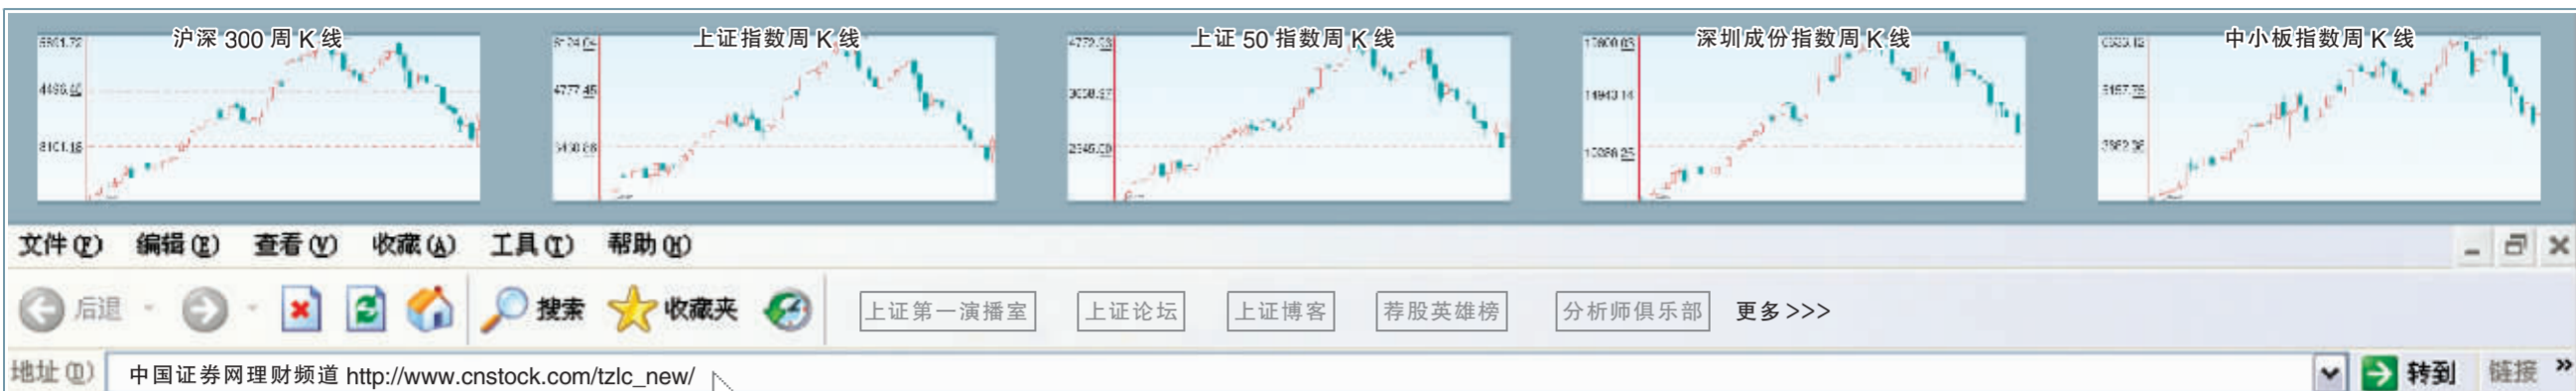 沪深 300 周 K 线
上证指数周 K 线
上证 50 指数周 K 线
深圳成份指数周 K 线
中小板指数周 K 线
4777.45
14943.14
文件(F) 编辑(E) 查看(V) 收藏(A) 工具(T) 帮助(H)
后退 搜索 收藏夹 上证第一演播室 上证论坛 上证博客 荐股英雄榜 分析师俱乐部 更多>>>
地址(D) 中国证券网理财频道 http://www.cnstock.com/tzlc_new/ 转到 链接 »